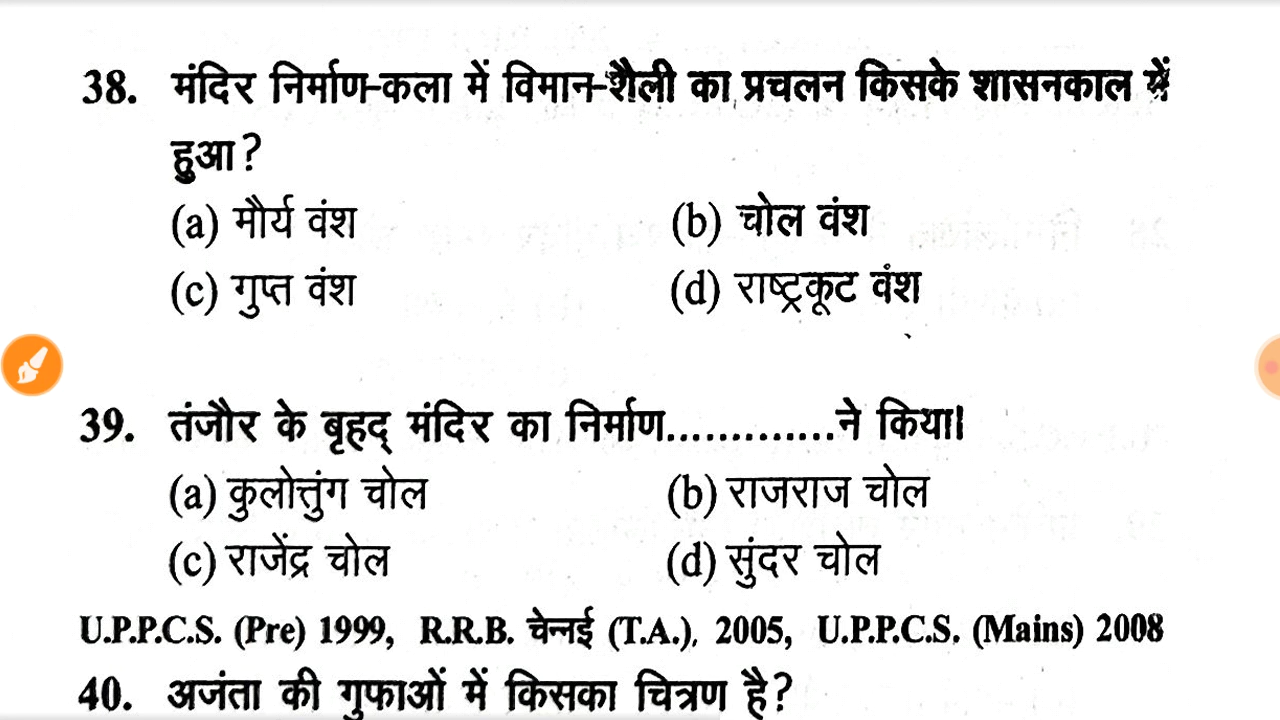 38. मंदिर निर्माण-कला में विमान-शैली का प्रचलन किसके शासनकाल में
हुआ?
(a) मौर्य वंश (b) चोल वंश
(c) गुप्त वंश (d) राष्ट्रकूट वंश
39. तंजौर के बृहद् मंदिर का निर्माण..............ने किया।
(a) कुलोत्तुंग चोल (b) राजराज चोल
(c) राजेंद्र चोल (d) सुंदर चोल
U.P.P.C.S. (Pre) 1999, R.R.B. चेन्नई (T.A.), 2005, U.P.P.C.S. (Mains) 2008
40. अजंता की गुफाओं में किसका चित्रण है?